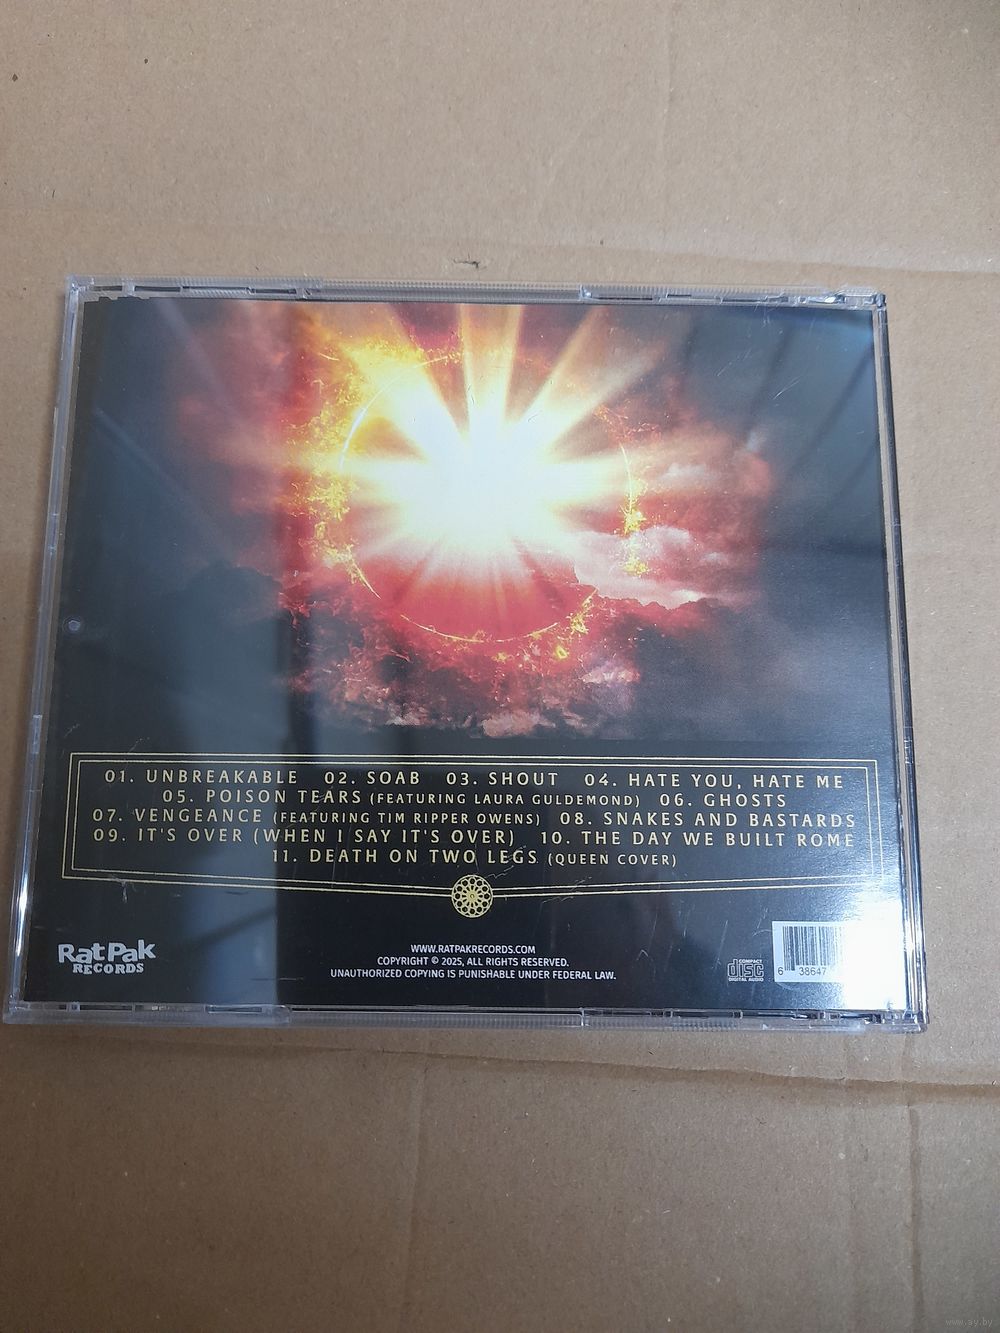 01. UNBREAKABLE 02. SOAB 03. SHOUT 04. HATE YOU, HATE ME
05. POISON TEARS (FEATURING LAURA GULDEMOND) 06. GHOSTS
07. VENGEANCE (FEATURING TIM RIPPER OWENS) 08. SNAKES AND BASTARDS
09. IT'S OVER (WHEN I SAY IT'S OVER) 10. THE DAY WE BUILT ROME
11. DEATH ON TWO LEGS (QUEEN COVER)
RatPak
RECORDS
WWW.RATPAKRECORDS.COM
COPYRIGHT © 2025, ALL RIGHTS RESERVED.
UNAUTHORIZED COPYING IS PUNISHABLE UNDER FEDERAL LAW.
COMPACT
disc
DIGITAL AUDIO
6 38647
www.ay.by